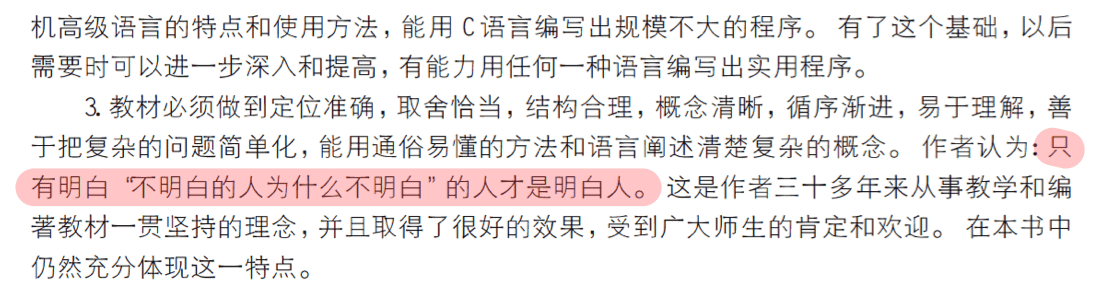 机高级语言的特点和使用方法，能用 C 语言编写出规模不大的程序。 有了这个基础，以后
需要时可以进一步深入和提高，有能力用任何一种语言编写出实用程序。
3. 教材必须做到定位准确，取舍恰当，结构合理，概念清晰，循序渐进，易于理解，善
于把复杂的问题简单化，能用通俗易懂的方法和语言阐述清楚复杂的概念。 作者认为：只
有明白 “不明白的人为什么不明白” 的人才是明白人。 这是作者三十多年来从事教学和编
著教材一贯坚持的理念，并且取得了很好的效果，受到广大师生的肯定和欢迎。 在本书中
仍然充分体现这一特点。